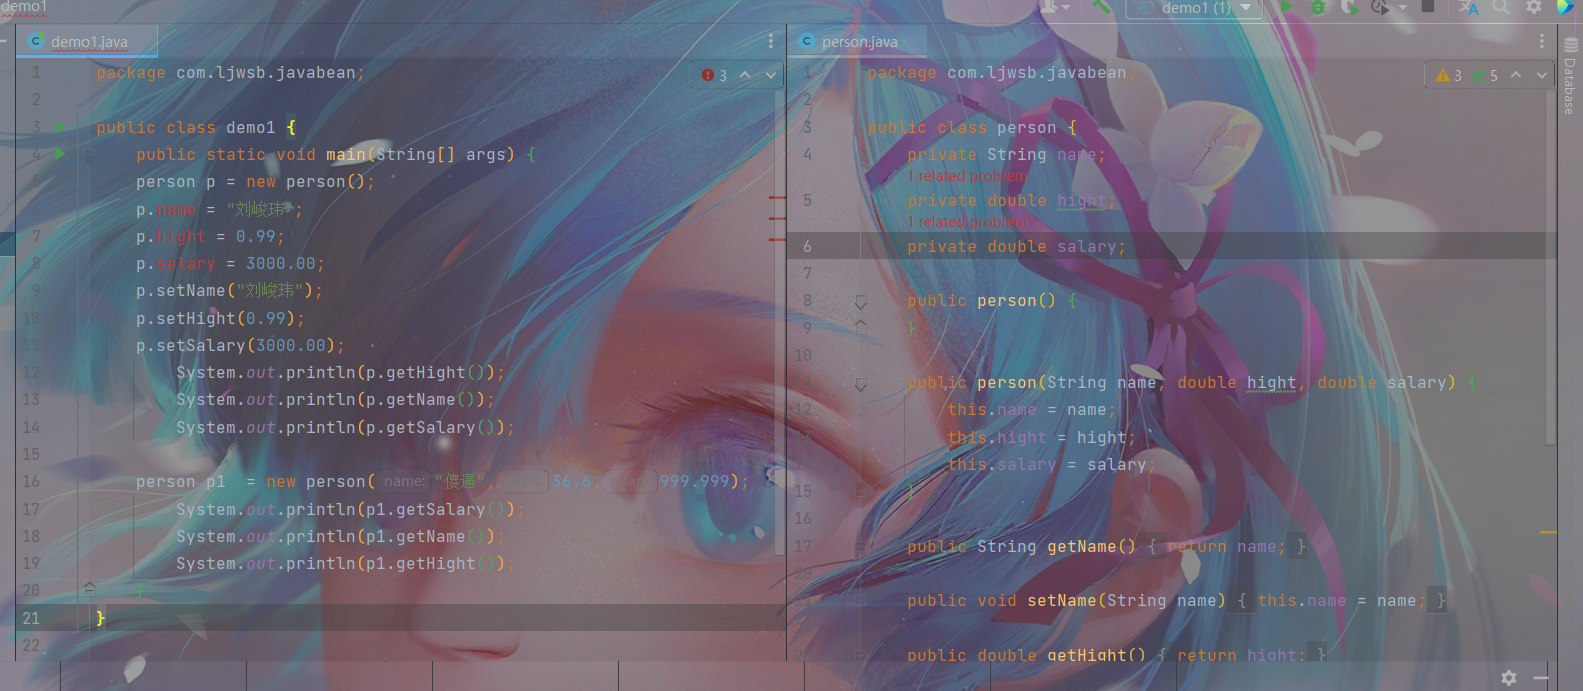 demo1
demo1 (1)
demo1.java
person.java
Database
3
3 5
1 package com.ljwsb.javabean;
2
3 public class demo1 {
4 public static void main(String[] args) {
5 person p = new person();
6 p.name = "刘峻玮";
7 p.hight = 0.99;
8 p.salary = 3000.00;
9 p.setName("刘峻玮");
10 p.setHight(0.99);
11 p.setSalary(3000.00);
12 System.out.println(p.getHight());
13 System.out.println(p.getName());
14 System.out.println(p.getSalary());
15
16 person p1 = new person( name: "傻逼", 36.6, 999.999);
17 System.out.println(p1.getSalary());
18 System.out.println(p1.getName());
19 System.out.println(p1.getHight());
20 }
21 }
22
1 package com.ljwsb.javabean;
2
3 public class person {
4 private String name;
1 related problem
5 private double hight;
1 related problem
6 private double salary;
7
8 public person() {
9 }
10
11 public person(String name, double hight, double salary) {
12 this.name = name;
this.hight = hight;
this.salary = salary;
15 }
16
17 public String getName() { return name; }
20
public void setName(String name) { this.name = name; }
public double getHight() { return hight; }